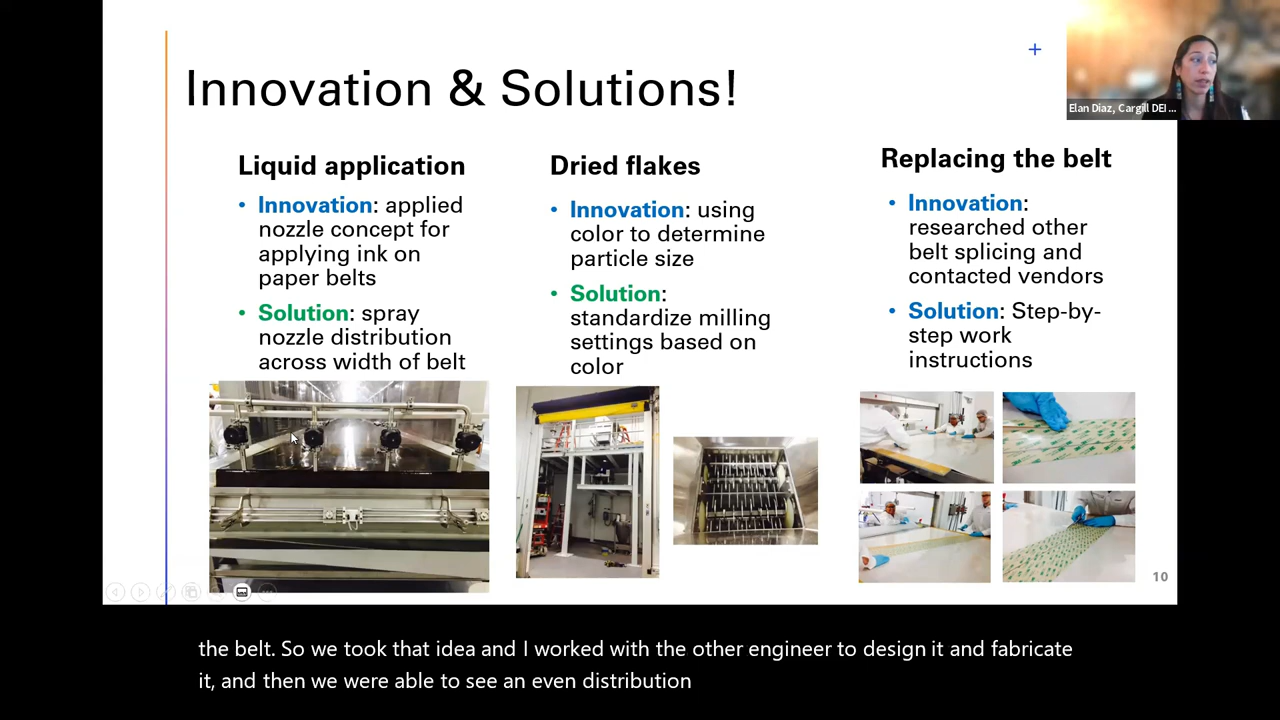 Innovation & Solutions!
Elan Diaz, Cargill DEI ...
Liquid application
• Innovation: applied
nozzle concept for
applying ink on
paper belts
• Solution: spray
nozzle distribution
across width of belt
Dried flakes
• Innovation: using
color to determine
particle size
• Solution:
standardize milling
settings based on
color
Replacing the belt
• Innovation:
researched other
belt splicing and
contacted vendors
• Solution: Step-by-
step work
instructions
10
the belt. So we took that idea and I worked with the other engineer to design it and fabricate
it, and then we were able to see an even distribution